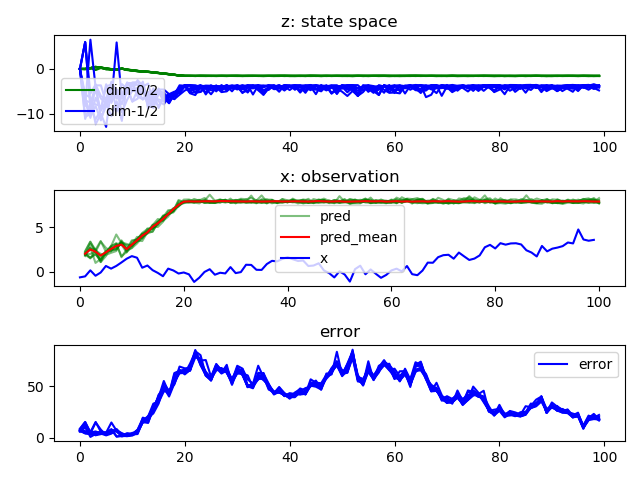 z: state space
0
−10
dim-0/2
dim-1/2
0 20 40 60 80 100
x: observation
5
0
pred
pred_mean
x
0 20 40 60 80 100
error
50
0
error
0 20 40 60 80 100